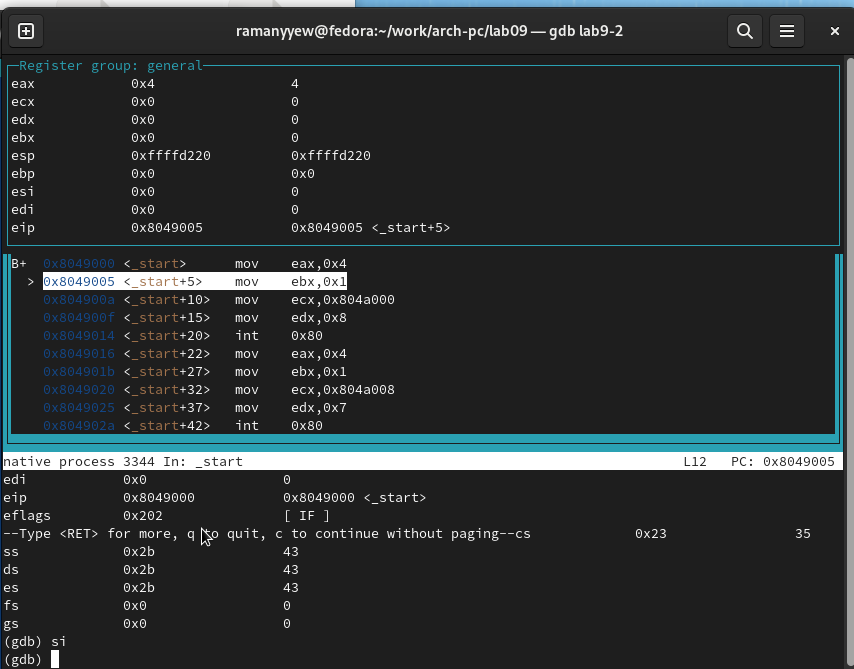 ramanyyew@fedora:~/work/arch-pc/lab09 — gdb lab9-2
Register group: general
eax 0x4 4
ecx 0x0 0
edx 0x0 0
ebx 0x0 0
esp 0xffffd220 0xffffd220
ebp 0x0 0x0
esi 0x0 0
edi 0x0 0
eip 0x8049005 0x8049005 <_start+5>
B+ 0x8049000 <_start> mov eax,0x4
> 0x8049005 <_start+5> mov ebx,0x1
0x804900a <_start+10> mov ecx,0x804a000
0x804900f <_start+15> mov edx,0x8
0x8049014 <_start+20> int 0x80
0x8049016 <_start+22> mov eax,0x4
0x804901b <_start+27> mov ebx,0x1
0x8049020 <_start+32> mov ecx,0x804a008
0x8049025 <_start+37> mov edx,0x7
0x804902a <_start+42> int 0x80
native process 3344 In: _start L12 PC: 0x8049005
edi 0x0 0
eip 0x8049000 0x8049000 <_start>
eflags 0x202 [ IF ]
--Type <RET> for more, q to quit, c to continue without paging--cs 0x23 35
ss 0x2b 43
ds 0x2b 43
es 0x2b 43
fs 0x0 0
gs 0x0 0
(gdb) si
(gdb)